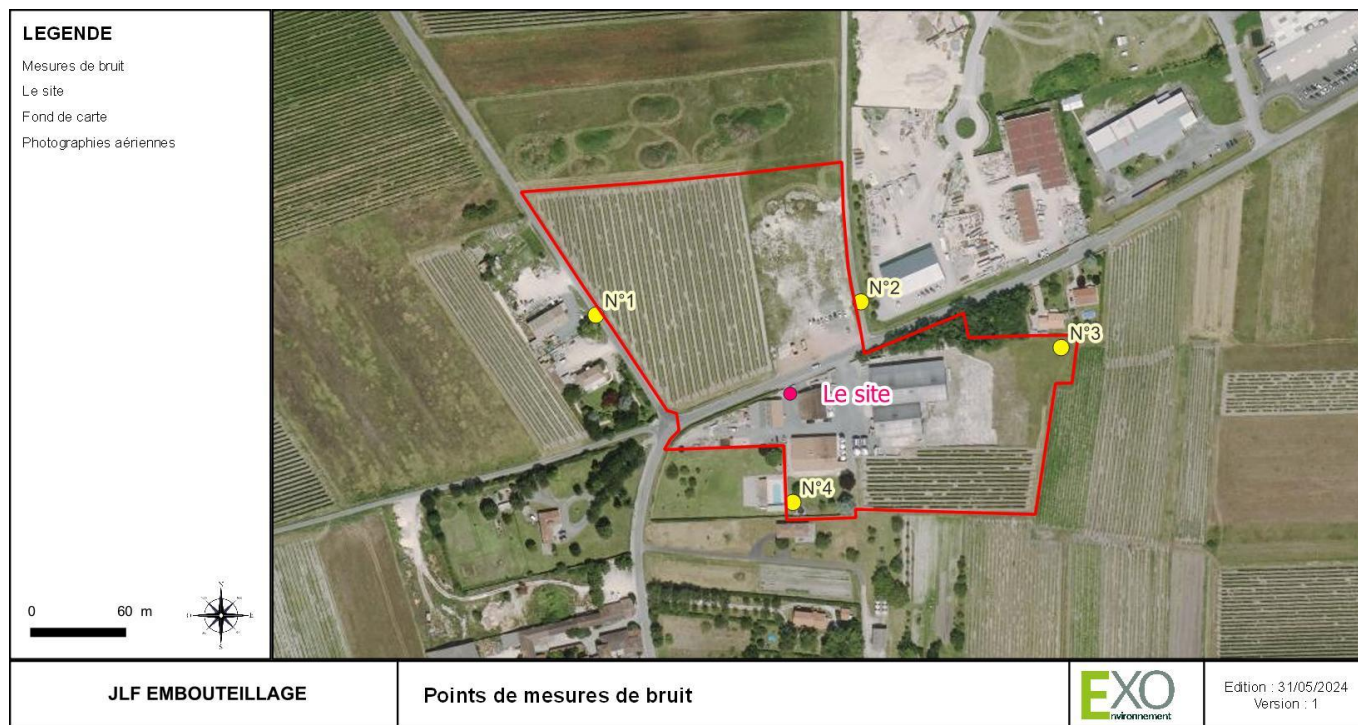 LEGENDE
Mesures de bruit
Le site
Fond de carte
Photographies aériennes
N°1
N°2
N°3
Le site
N°4
0 60 m
N
O E
S
JLF EMBOUTEILLAGE
Points de mesures de bruit
EXO
nvironnement
Edition : 31/05/2024
Version : 1